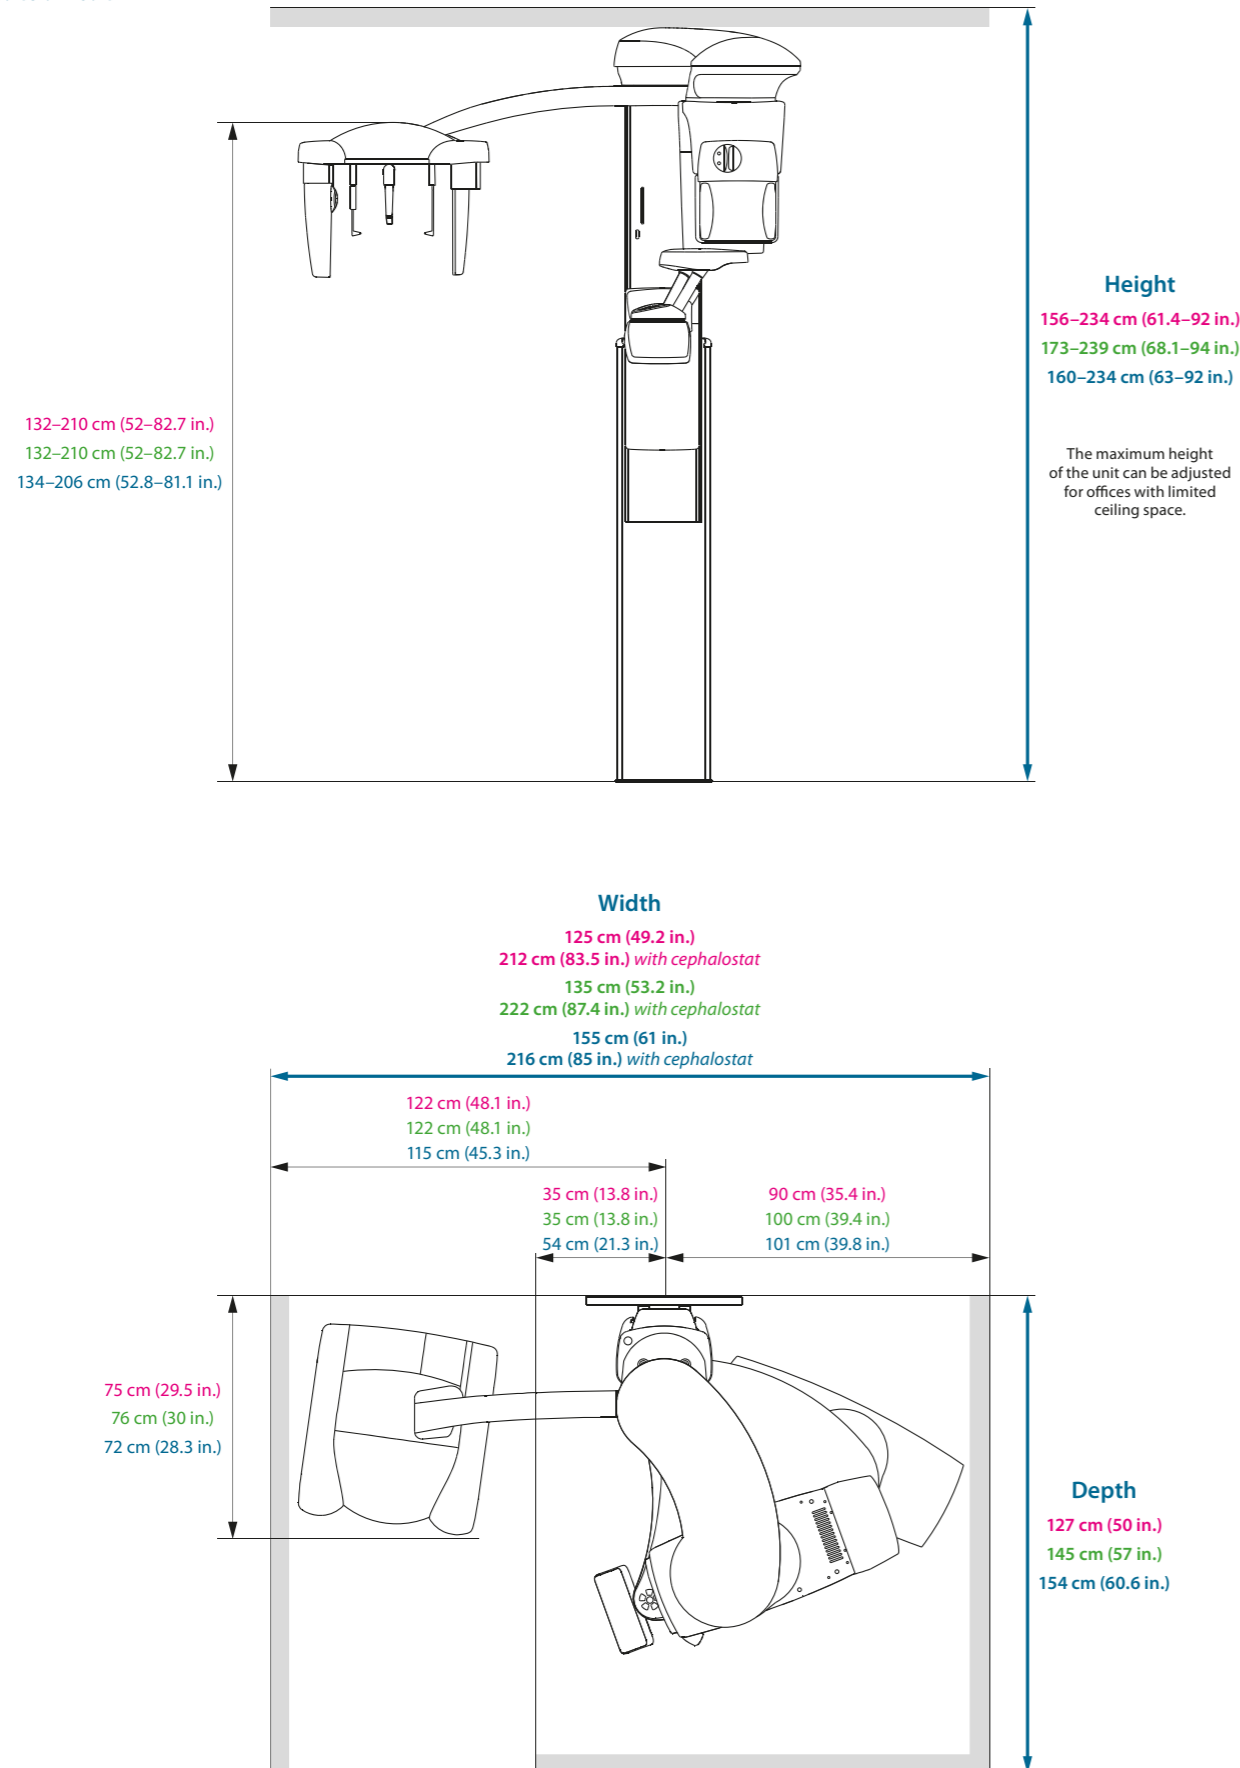 Height
156–234 cm (61.4–92 in.)
173–239 cm (68.1–94 in.)
160–234 cm (63–92 in.)
132–210 cm (52–82.7 in.)
132–210 cm (52–82.7 in.)
134–206 cm (52.8–81.1 in.)
The maximum height
of the unit can be adjusted
for offices with limited
ceiling space.
Width
125 cm (49.2 in.)
212 cm (83.5 in.) with cephalostat
135 cm (53.2 in.)
222 cm (87.4 in.) with cephalostat
155 cm (61 in.)
216 cm (85 in.) with cephalostat
122 cm (48.1 in.)
122 cm (48.1 in.)
115 cm (45.3 in.)
35 cm (13.8 in.)
35 cm (13.8 in.)
54 cm (21.3 in.)
90 cm (35.4 in.)
100 cm (39.4 in.)
101 cm (39.8 in.)
75 cm (29.5 in.)
76 cm (30 in.)
72 cm (28.3 in.)
Depth
127 cm (50 in.)
145 cm (57 in.)
154 cm (60.6 in.)